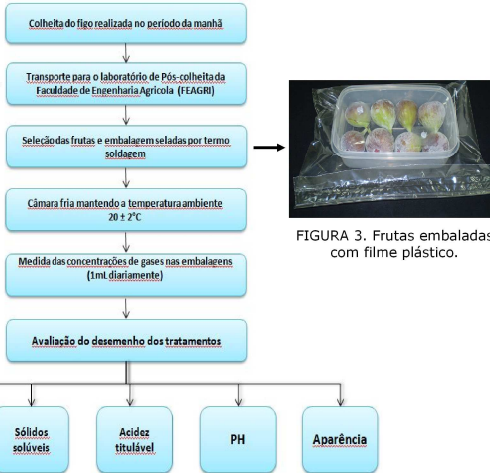 Colheita do figo realizada no período da manhã
Transporte para o laboratório de Pós-colheita da
Faculdade de Engenharia Agrícola (FEAGRI)
Seleção das frutas e embalagem seladas por termo
soldagem
Câmara fria mantendo a temperatura ambiente
20 ± 2°C
Medida das concentrações de gases nas embalagens
(1mL diariamente)
Avaliação do desemenho dos tratamentos
Sólidos
solúveis
Acidez
titulável
PH
Aparência
FIGURA 3. Frutas embaladas
com filme plástico.